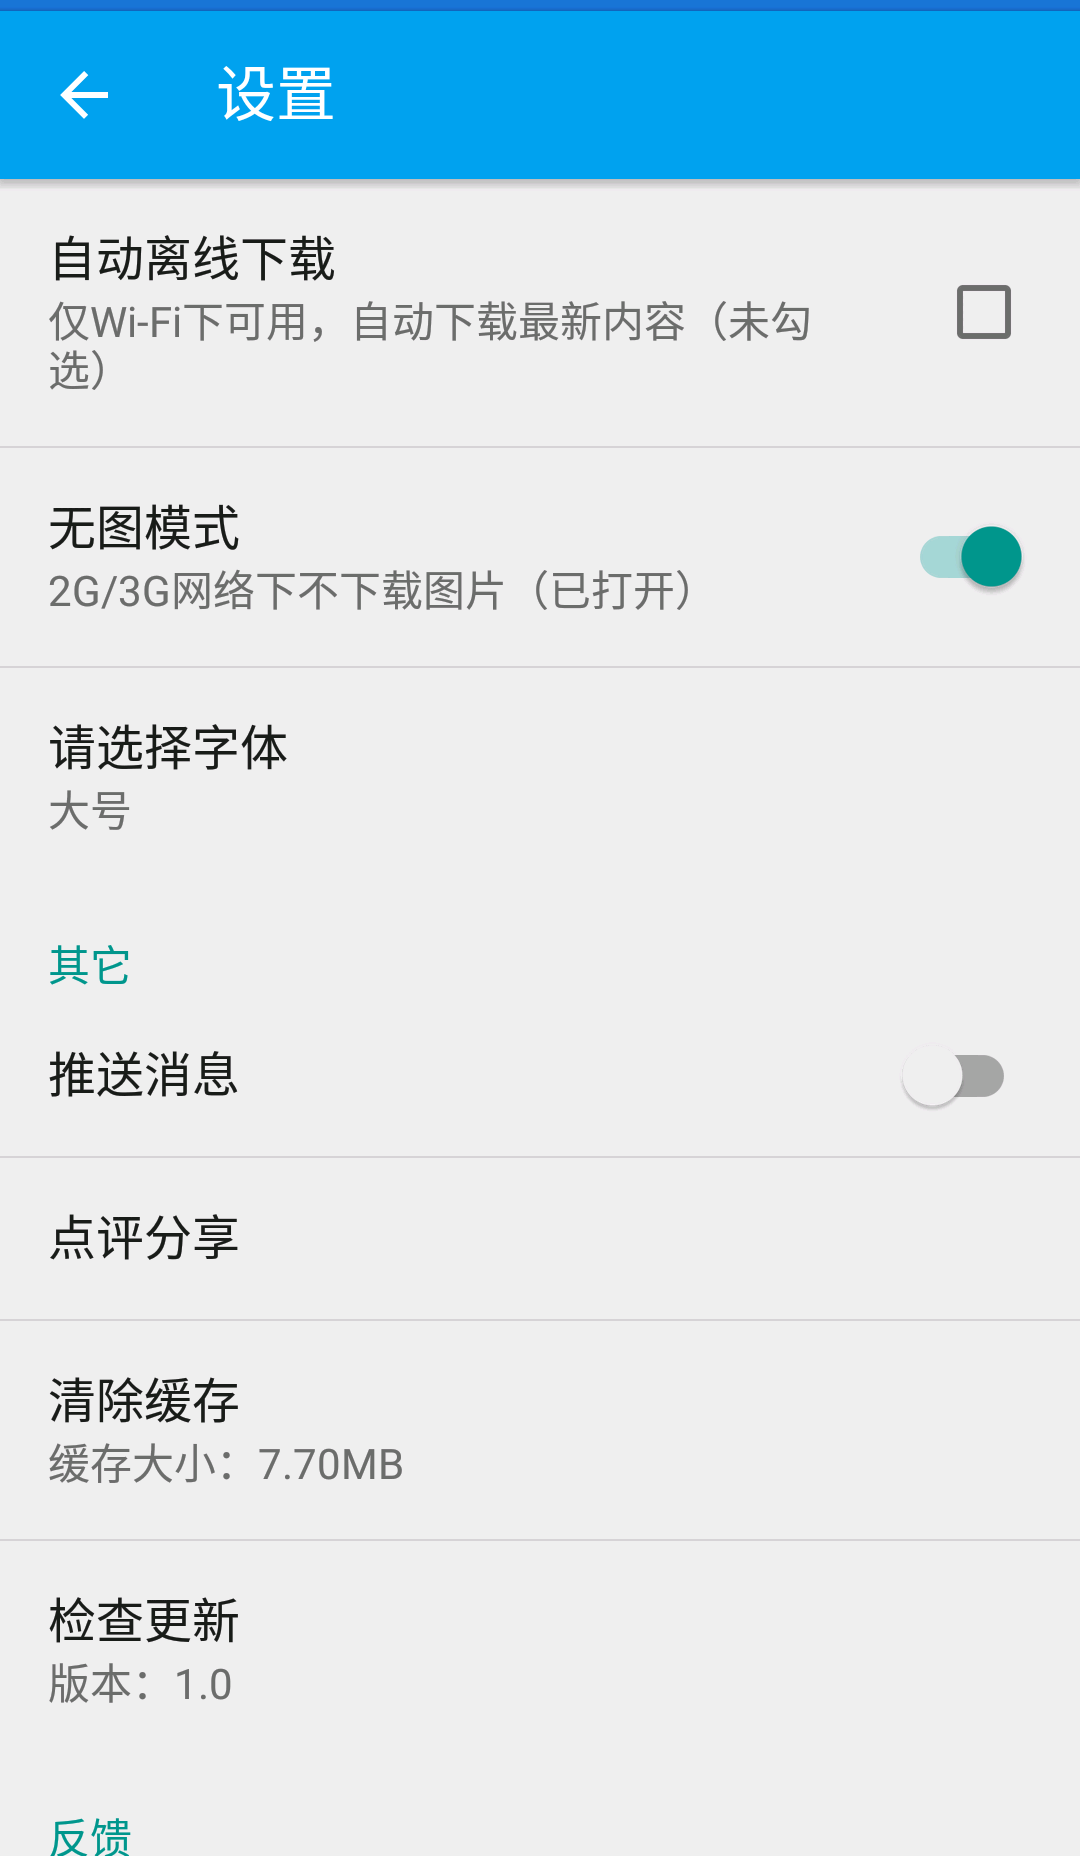 设置
自动离线下载
仅Wi-Fi下可用，自动下载最新内容（未勾
选）
无图模式
2G/3G网络下不下载图片（已打开）
请选择字体
大号
其它
推送消息
点评分享
清除缓存
缓存大小：7.70MB
检查更新
版本：1.0
反馈